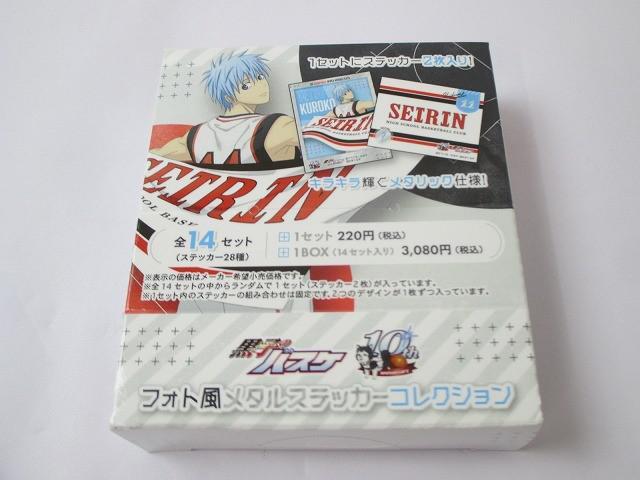 1セットにステッカー2枚入り!
KUROKO
SEIRIN
SEIRIN
HIGH SCHOOL BASKETBALL CLUB
11
キラキラ輝くメタリック仕様!
SEIRIN
OOL BASK
全14セット
(ステッカー28種)
1セット 220円(税込)
1BOX(14セット入り) 3,080円(税込)
※表示の価格はメーカー希望小売価格です。
※全14セットの中からランダムで1セット(ステッカー2枚)が入っています。
※1セット内のステッカーの組み合わせは固定です。2つのデザインが1枚ずつ入っています。
黒子のバスケ
10th
フォト風メタルステッカーコレクション